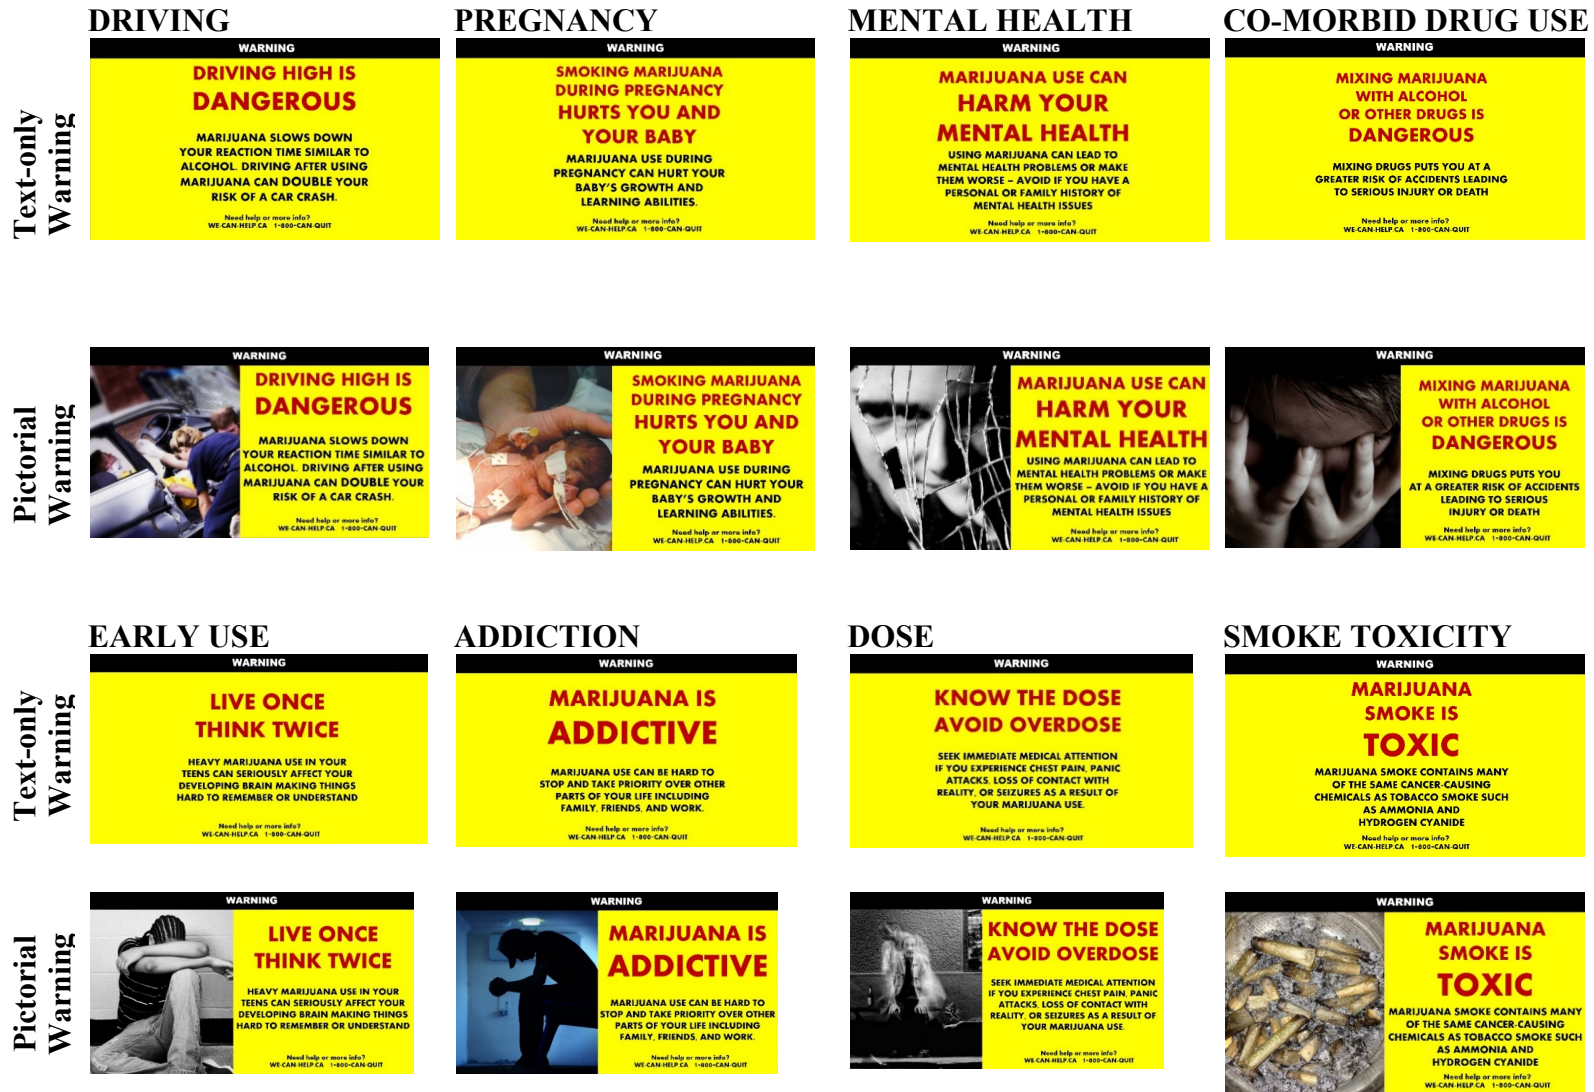 DRIVING
PREGNANCY
MENTAL HEALTH
CO-MORBID DRUG USE
Text-only
Warning
WARNING
DRIVING HIGH IS
DANGEROUS
MARIJUANA SLOWS DOWN
YOUR REACTION TIME SIMILAR TO
ALCOHOL. DRIVING AFTER USING
MARIJUANA CAN DOUBLE YOUR
RISK OF A CAR CRASH.
Need help or more info?
WE-CAN-HELP.CA 1-800-CAN-QUIT
WARNING
SMOKING MARIJUANA
DURING PREGNANCY
HURTS YOU AND
YOUR BABY
MARIJUANA USE DURING
PREGNANCY CAN HURT YOUR
BABY'S GROWTH AND
LEARNING ABILITIES.
Need help or more info?
WE-CAN-HELP.CA 1-800-CAN-QUIT
WARNING
MARIJUANA USE CAN
HARM YOUR
MENTAL HEALTH
USING MARIJUANA CAN LEAD TO
MENTAL HEALTH PROBLEMS OR MAKE
THEM WORSE – AVOID IF YOU HAVE A
PERSONAL OR FAMILY HISTORY OF
MENTAL HEALTH ISSUES
Need help or more info?
WE-CAN-HELP.CA 1-800-CAN-QUIT
WARNING
MIXING MARIJUANA
WITH ALCOHOL
OR OTHER DRUGS IS
DANGEROUS
MIXING DRUGS PUTS YOU AT A
GREATER RISK OF ACCIDENTS LEADING
TO SERIOUS INJURY OR DEATH
Need help or more info?
WE-CAN-HELP.CA 1-800-CAN-QUIT
Pictorial
Warning
WARNING
DRIVING HIGH IS
DANGEROUS
MARIJUANA SLOWS DOWN
YOUR REACTION TIME SIMILAR TO
ALCOHOL. DRIVING AFTER USING
MARIJUANA CAN DOUBLE YOUR
RISK OF A CAR CRASH.
Need help or more info?
WE-CAN-HELP.CA 1-800-CAN-QUIT
WARNING
SMOKING MARIJUANA
DURING PREGNANCY
HURTS YOU AND
YOUR BABY
MARIJUANA USE DURING
PREGNANCY CAN HURT YOUR
BABY'S GROWTH AND
LEARNING ABILITIES.
Need help or more info?
WE-CAN-HELP.CA 1-800-CAN-QUIT
WARNING
MARIJUANA USE CAN
HARM YOUR
MENTAL HEALTH
USING MARIJUANA CAN LEAD TO
MENTAL HEALTH PROBLEMS OR MAKE
THEM WORSE – AVOID IF YOU HAVE A
PERSONAL OR FAMILY HISTORY OF
MENTAL HEALTH ISSUES
Need help or more info?
WE-CAN-HELP.CA 1-800-CAN-QUIT
WARNING
MIXING MARIJUANA
WITH ALCOHOL
OR OTHER DRUGS IS
DANGEROUS
MIXING DRUGS PUTS YOU
AT A GREATER RISK OF ACCIDENTS
LEADING TO SERIOUS
INJURY OR DEATH
Need help or more info?
WE-CAN-HELP.CA 1-800-CAN-QUIT
EARLY USE
ADDICTION
DOSE
SMOKE TOXICITY
Text-only
Warning
WARNING
LIVE ONCE
THINK TWICE
HEAVY MARIJUANA USE IN YOUR
TEENS CAN SERIOUSLY AFFECT YOUR
DEVELOPING BRAIN MAKING THINGS
HARD TO REMEMBER OR UNDERSTAND
Need help or more info?
WE-CAN-HELP.CA 1-800-CAN-QUIT
WARNING
MARIJUANA IS
ADDICTIVE
MARIJUANA USE CAN BE HARD TO
STOP AND TAKE PRIORITY OVER OTHER
PARTS OF YOUR LIFE INCLUDING
FAMILY, FRIENDS, AND WORK.
Need help or more info?
WE-CAN-HELP.CA 1-800-CAN-QUIT
WARNING
KNOW THE DOSE
AVOID OVERDOSE
SEEK IMMEDIATE MEDICAL ATTENTION
IF YOU EXPERIENCE CHEST PAIN, PANIC
ATTACKS, LOSS OF CONTACT WITH
REALITY, OR SEIZURES AS A RESULT OF
YOUR MARIJUANA USE.
Need help or more info?
WE-CAN-HELP.CA 1-800-CAN-QUIT
WARNING
MARIJUANA
SMOKE IS
TOXIC
MARIJUANA SMOKE CONTAINS MANY
OF THE SAME CANCER-CAUSING
CHEMICALS AS TOBACCO SMOKE SUCH
AS AMMONIA AND
HYDROGEN CYANIDE
Need help or more info?
WE-CAN-HELP.CA 1-800-CAN-QUIT
Pictorial
Warning
WARNING
LIVE ONCE
THINK TWICE
HEAVY MARIJUANA USE IN YOUR
TEENS CAN SERIOUSLY AFFECT YOUR
DEVELOPING BRAIN MAKING THINGS
HARD TO REMEMBER OR UNDERSTAND
Need help or more info?
WE-CAN-HELP.CA 1-800-CAN-QUIT
WARNING
MARIJUANA IS
ADDICTIVE
MARIJUANA USE CAN BE HARD TO
STOP AND TAKE PRIORITY OVER OTHER
PARTS OF YOUR LIFE INCLUDING
FAMILY, FRIENDS, AND WORK.
Need help or more info?
WE-CAN-HELP.CA 1-800-CAN-QUIT
WARNING
KNOW THE DOSE
AVOID OVERDOSE
SEEK IMMEDIATE MEDICAL ATTENTION
IF YOU EXPERIENCE CHEST PAIN, PANIC
ATTACKS, LOSS OF CONTACT WITH
REALITY, OR SEIZURES AS A RESULT OF
YOUR MARIJUANA USE.
Need help or more info?
WE-CAN-HELP.CA 1-800-CAN-QUIT
WARNING
MARIJUANA
SMOKE IS
TOXIC
MARIJUANA SMOKE CONTAINS MANY
OF THE SAME CANCER-CAUSING
CHEMICALS AS TOBACCO SMOKE SUCH
AS AMMONIA AND
HYDROGEN CYANIDE
Need help or more info?
WE-CAN-HELP.CA 1-800-CAN-QUIT